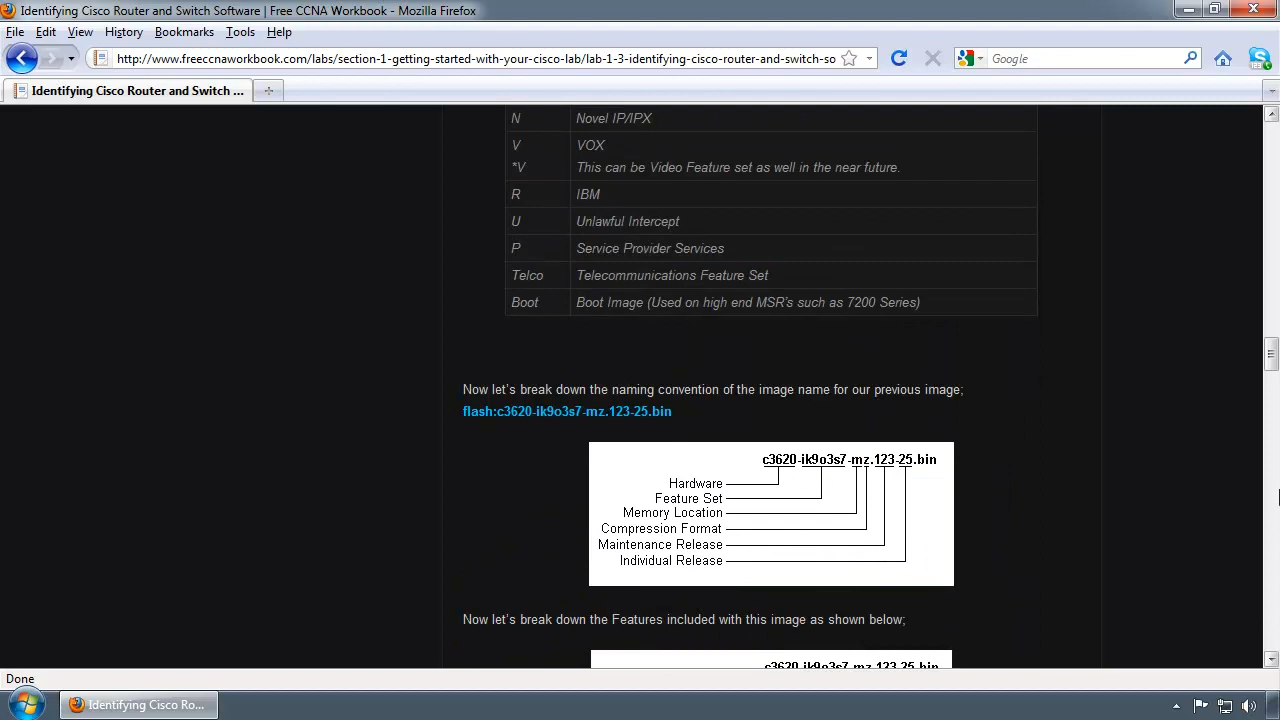 Identifying Cisco Router and Switch Software | Free CCNA Workbook - Mozilla Firefox
File Edit View History Bookmarks Tools Help
http://www.freeccnaworkbook.com/labs/section-1-getting-started-with-your-cisco-lab/lab-1-3-identifying-cisco-router-and-switch-so
Google
Identifying Cisco Router and Switch ...
N Novel IP/IPX
V VOX
*V This can be Video Feature set as well in the near future.
R IBM
U Unlawful Intercept
P Service Provider Services
Telco Telecommunications Feature Set
Boot Boot Image (Used on high end MSR's such as 7200 Series)
Now let's break down the naming convention of the image name for our previous image;
flash:c3620-ik9o3s7-mz.123-25.bin
c3620-ik9o3s7-mz.123-25.bin
Hardware
Feature Set
Memory Location
Compression Format
Maintenance Release
Individual Release
Now let's break down the Features included with this image as shown below;
c3620-ik9o3s7-mz.123-25.bin
Done
Identifying Cisco Ro...